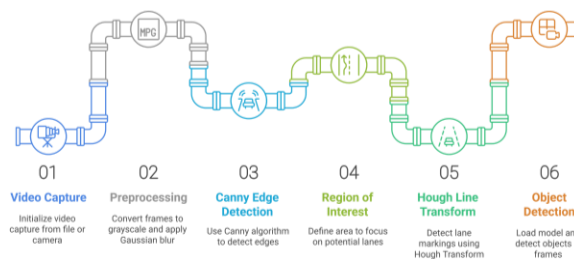 MPG
01
Video Capture
Initialize video
capture from file or
camera
02
Preprocessing
Convert frames to
grayscale and apply
Gaussian blur
03
Canny Edge
Detection
Use Canny algorithm
to detect edges
04
Region of
Interest
Define area to focus
on potential lanes
05
Hough Line
Transform
Detect lane
markings using
Hough Transform
06
Object
Detection
Load model an
detect objects
frames